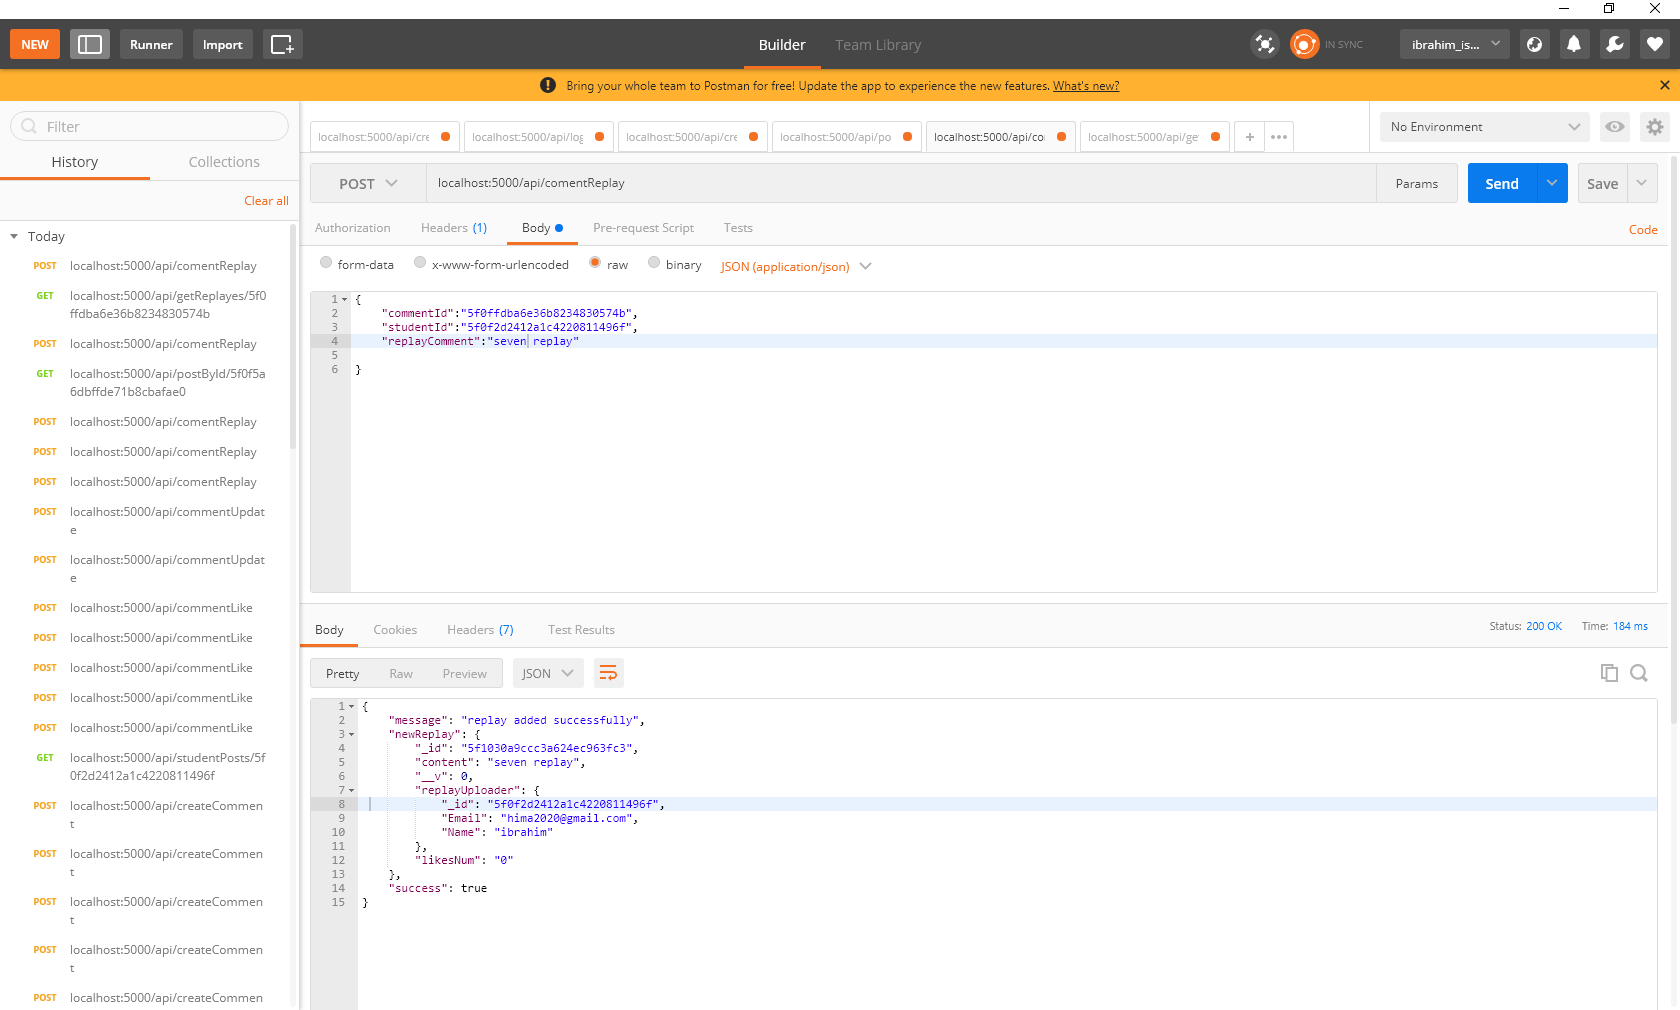 NEW
Runner
Import
Builder
Team Library
IN SYNC
ibrahim_is...
Bring your whole team to Postman for free! Update the app to experience the new features. What's new?
Filter
History
Collections
Clear all
Today
POST localhost:5000/api/comentReplay
GET localhost:5000/api/getReplayes/5f0
ffdba6e36b8234830574b
POST localhost:5000/api/comentReplay
GET localhost:5000/api/postById/5f0f5a
6dbffde71b8cbafae0
POST localhost:5000/api/comentReplay
POST localhost:5000/api/comentReplay
POST localhost:5000/api/comentReplay
POST localhost:5000/api/commentUpdat
e
POST localhost:5000/api/commentUpdat
e
POST localhost:5000/api/commentLike
POST localhost:5000/api/commentLike
POST localhost:5000/api/commentLike
POST localhost:5000/api/commentLike
POST localhost:5000/api/commentLike
GET localhost:5000/api/studentPosts/5f
0f2d2412a1c4220811496f
POST localhost:5000/api/createCommen
t
POST localhost:5000/api/createCommen
t
POST localhost:5000/api/createCommen
t
POST localhost:5000/api/createCommen
t
POST localhost:5000/api/createCommen
localhost:5000/api/cre
localhost:5000/api/log
localhost:5000/api/cre
localhost:5000/api/po
localhost:5000/api/co
localhost:5000/api/ge
No Environment
POST
localhost:5000/api/comentReplay
Params
Send
Save
Authorization
Headers (1)
Body
Pre-request Script
Tests
Code
form-data
x-www-form-urlencoded
raw
binary
JSON (application/json)
1 {
2 "commentId":"5f0ffdba6e36b8234830574b",
3 "studentId":"5f0f2d2412a1c4220811496f",
4 "replayComment":"seven replay"
5
6 }
Body
Cookies
Headers (7)
Test Results
Status: 200 OK
Time: 184 ms
Pretty
Raw
Preview
JSON
1 {
2 "message": "replay added successfully",
3 "newReplay": {
4 "_id": "5f1030a9ccc3a624ec963fc3",
5 "content": "seven replay",
6 "__v": 0,
7 "replayUploader": {
8 "_id": "5f0f2d2412a1c4220811496f",
9 "Email": "hima2020@gmail.com",
10 "Name": "ibrahim"
11 },
12 "likesNum": "0"
13 },
14 "success": true
15 }